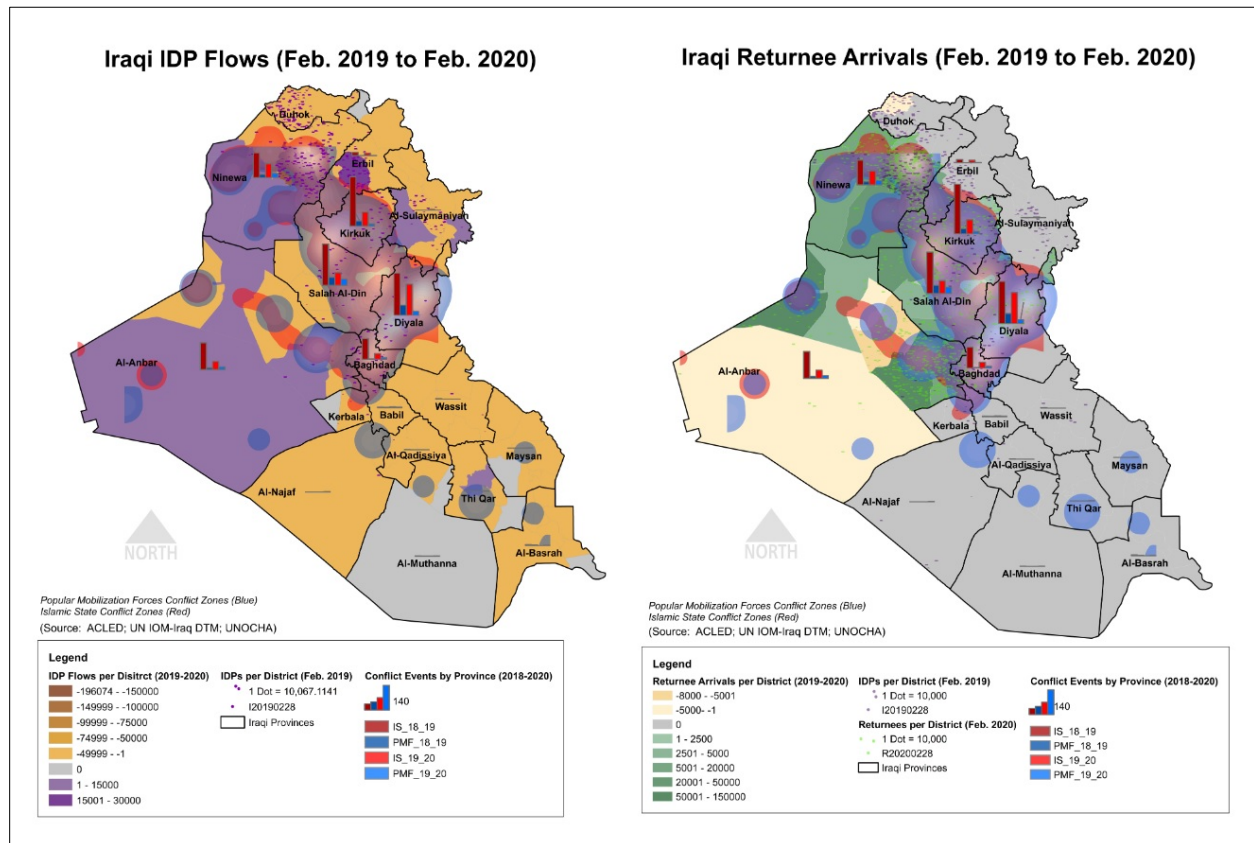 Iraqi IDP Flows (Feb. 2019 to Feb. 2020)
Duhok
Erbil
Ninewa
Al-Sulaymaniyah
Kirkuk
Salah Al-Din
Diyala
Al-Anbar
Baghdad
Wassit
Kerbala
Babil
Al-Qadissiya
Maysan
Al-Najaf
Thi Qar
Al-Basrah
Al-Muthanna
NORTH
Popular Mobilization Forces Conflict Zones (Blue)
Islamic State Conflict Zones (Red)
(Source: ACLED; UN IOM-Iraq DTM; UNOCHA)
Legend
IDP Flows per Disitrct (2019-2020)
-196074 - -150000
-149999 - -100000
-99999 - -75000
-74999 - -50000
-49999 - -1
0
1 - 15000
15001 - 30000
IDPs per District (Feb. 2019)
1 Dot = 10,067.1141
I20190228
Iraqi Provinces
Conflict Events by Province (2018-2020)
140
IS_18_19
PMF_18_19
IS_19_20
PMF_19_20
Iraqi Returnee Arrivals (Feb. 2019 to Feb. 2020)
Duhok
Erbil
Ninewa
Al-Sulaymaniyah
Kirkuk
Salah Al-Din
Diyala
Al-Anbar
Baghdad
Wassit
Kerbala
Babil
Al-Qadissiya
Maysan
Al-Najaf
Thi Qar
Al-Basrah
Al-Muthanna
NORTH
Popular Mobilization Forces Conflict Zones (Blue)
Islamic State Conflict Zones (Red)
(Source: ACLED; UN IOM-Iraq DTM; UNOCHA)
Legend
Returnee Arrivals per District (2019-2020)
-8000 - -5001
-5000- -1
0
1 - 2500
2501 - 5000
5001 - 20000
20001 - 50000
50001 - 150000
IDPs per District (Feb. 2019)
1 Dot = 10,000
I20190228
Returnees per District (Feb. 2020)
1 Dot = 10,000
R20200228
Iraqi Provinces
Conflict Events by Province (2018-2020)
140
IS_18_19
PMF_18_19
IS_19_20
PMF_19_20